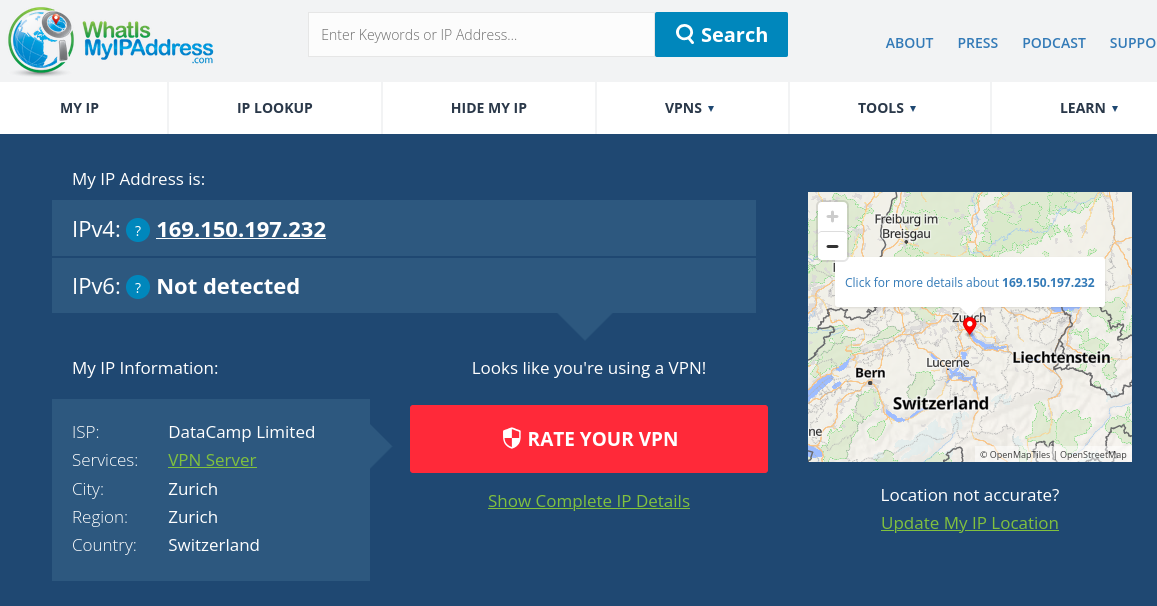 WhatIs
MyIPAddress
.com
Enter Keywords or IP Address...
Search
ABOUT PRESS PODCAST SUPPO
MY IP IP LOOKUP HIDE MY IP VPNS ▼ TOOLS ▼ LEARN ▼
My IP Address is:
IPv4: ? 169.150.197.232
IPv6: ? Not detected
My IP Information:
ISP: DataCamp Limited
Services: VPN Server
City: Zurich
Region: Zurich
Country: Switzerland
Looks like you're using a VPN!
RATE YOUR VPN
Show Complete IP Details
+
−
Freiburg im
Breisgau
Click for more details about 169.150.197.232
Zurich
Lucerne
Liechtenstein
Bern
Switzerland
ne
© OpenMapTiles | OpenStreetMap
Location not accurate?
Update My IP Location